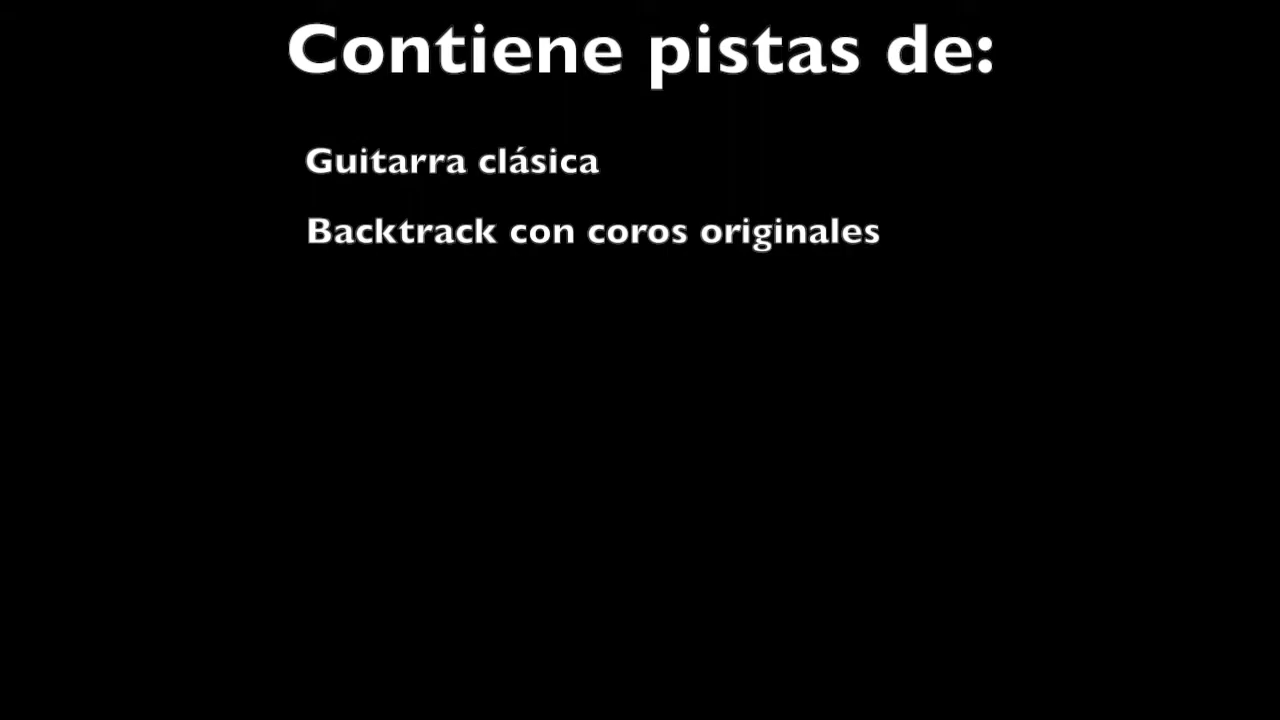 Contiene pistas de:
Guitarra clásica
Backtrack con coros originales